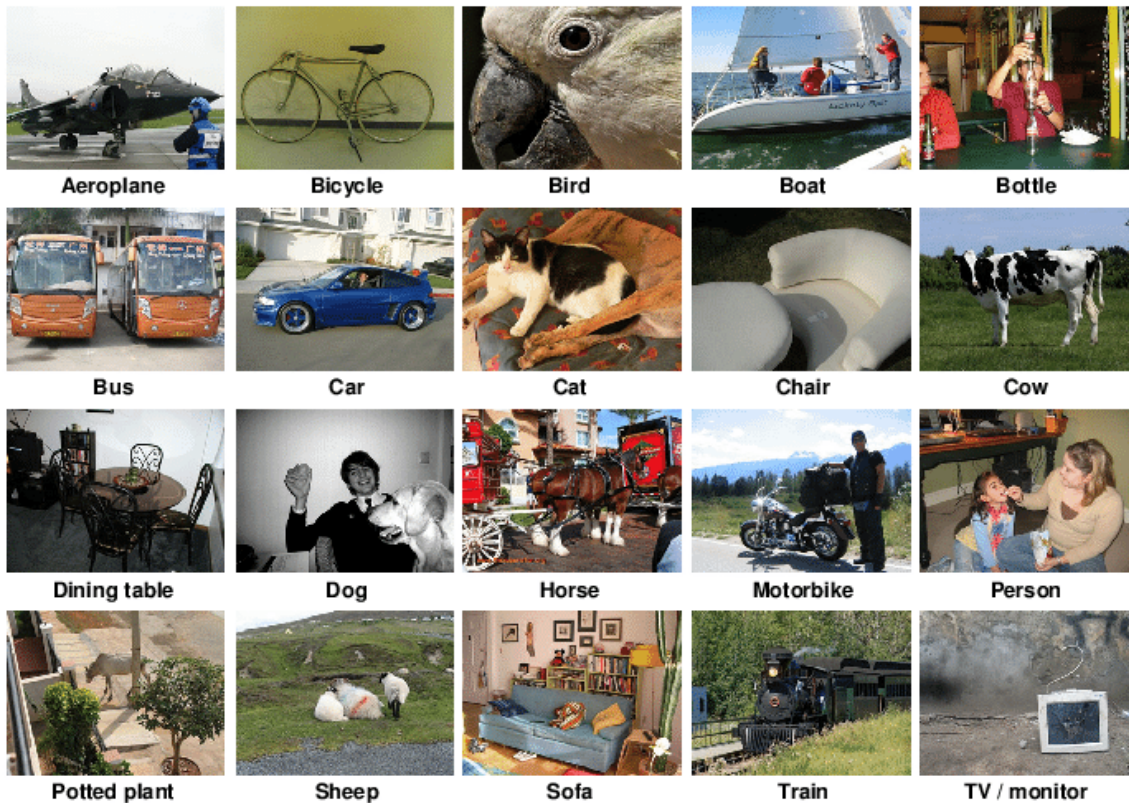 Aeroplane
Bicycle
Bird
Boat
Bottle
Bus
Car
Cat
Chair
Cow
Dining table
Dog
Horse
Motorbike
Person
Potted plant
Sheep
Sofa
Train
TV / monitor